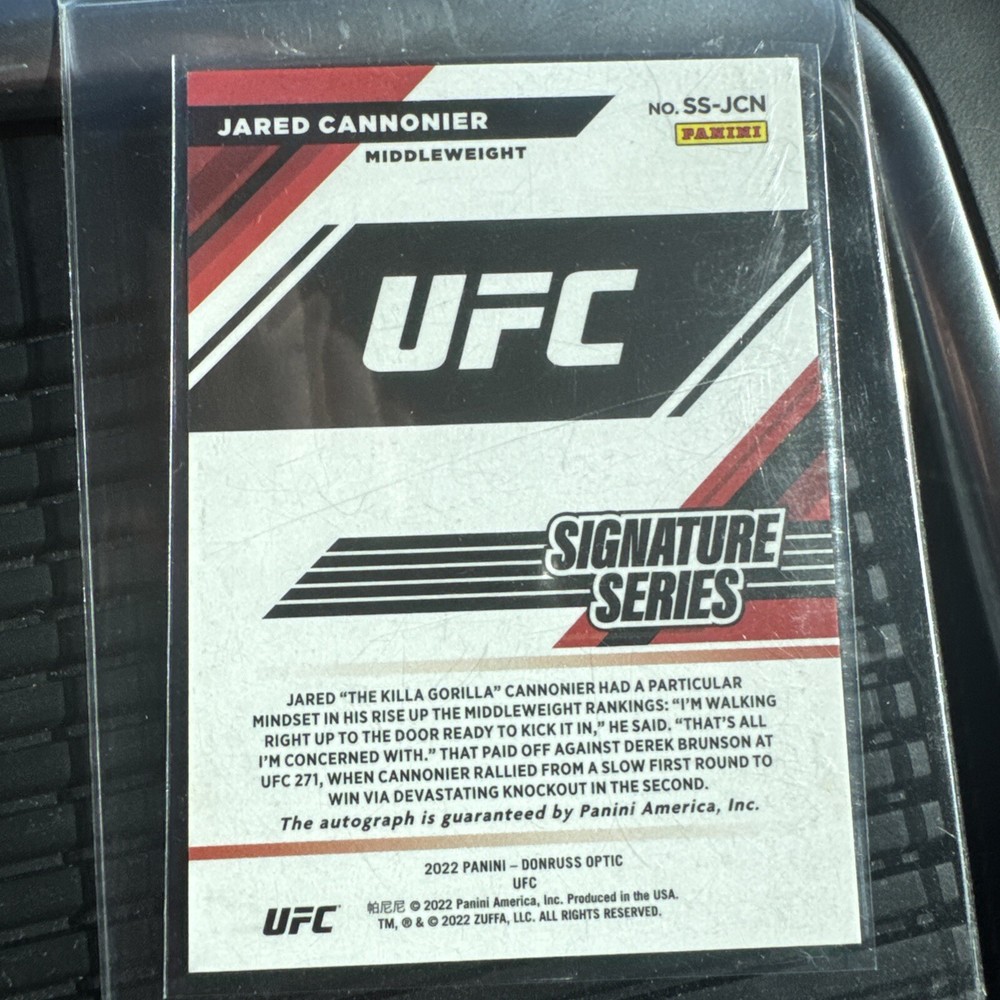 JARED CANNONIER
NO. SS-JCN
PANINI
MIDDLEWEIGHT
UFC
SIGNATURE
SERIES
JARED “THE KILLA GORILLA” CANNONIER HAD A PARTICULAR
MINDSET IN HIS RISE UP THE MIDDLEWEIGHT RANKINGS: “I’M WALKING
RIGHT UP TO THE DOOR READY TO KICK IT IN,” HE SAID. “THAT’S ALL
I’M CONCERNED WITH.” THAT PAID OFF AGAINST DEREK BRUNSON AT
UFC 271, WHEN CANNONIER RALLIED FROM A SLOW FIRST ROUND TO
WIN VIA DEVASTATING KNOCKOUT IN THE SECOND.
The autograph is guaranteed by Panini America, Inc.
2022 PANINI – DONRUSS OPTIC
UFC
UFC
帕尼尼 © 2022 Panini America, Inc. Produced in the USA.
TM, ® & © 2022 ZUFFA, LLC. ALL RIGHTS RESERVED.